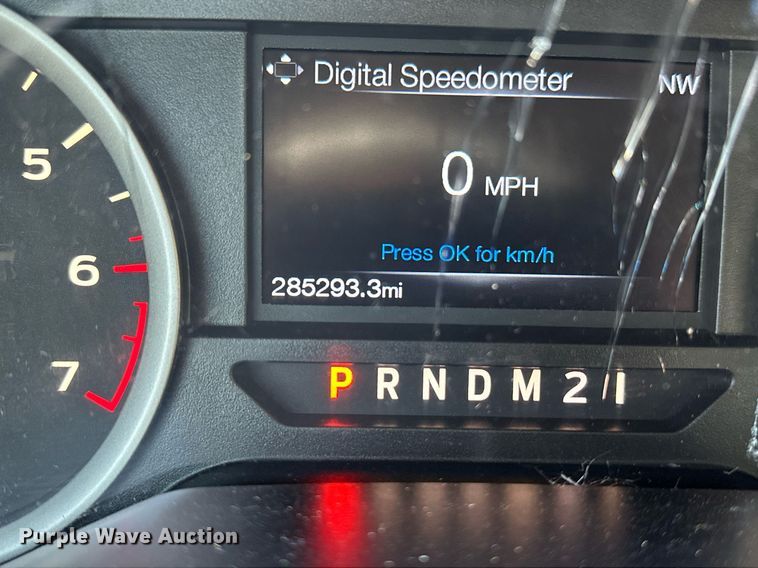 Digital Speedometer
NW
5
0 MPH
6
Press OK for km/h
285293.3mi
7
P R N D M 2 1
Purple Wave Auction